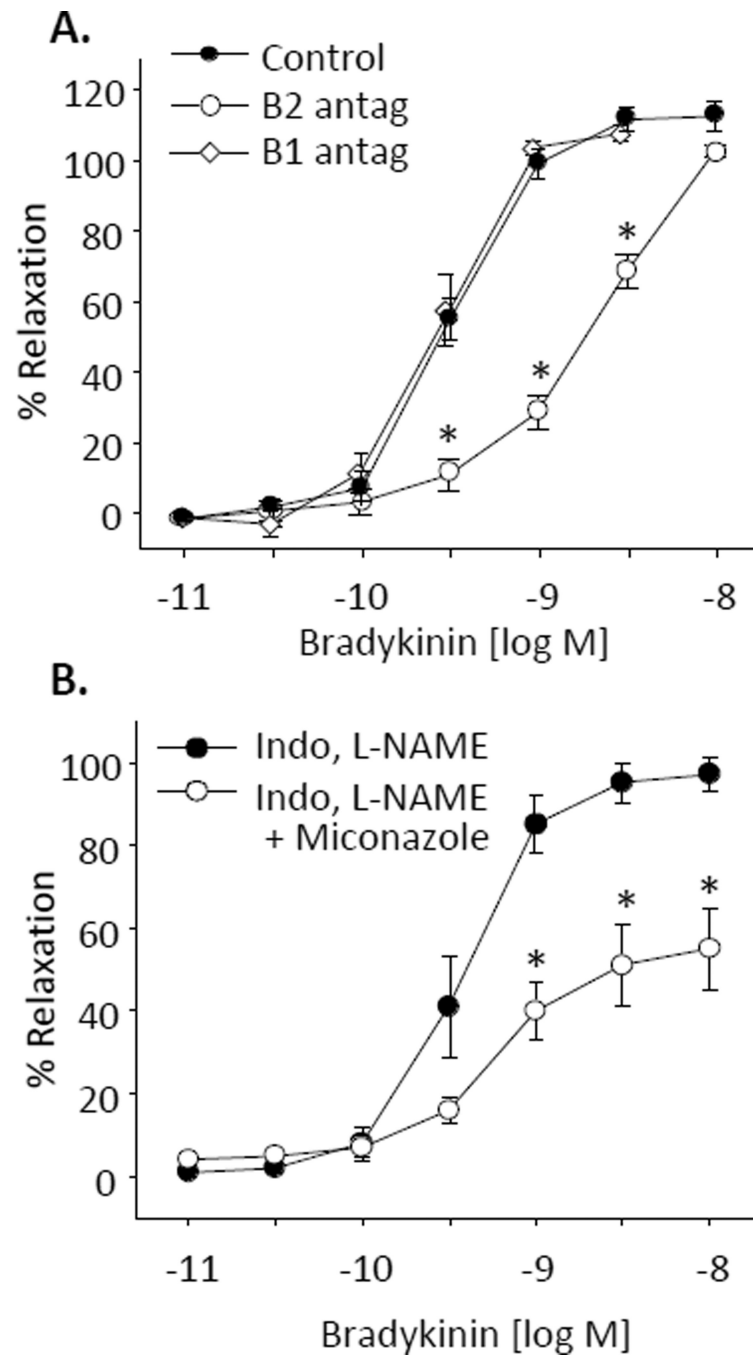 A.
Control
B2 antag
B1 antag
120
100
80
60
40
20
0
% Relaxation
*
*
*
-11
-10
-9
-8
Bradykinin [log M]
B.
Indo, L-NAME
Indo, L-NAME
+ Miconazole
100
80
60
40
20
0
% Relaxation
*
*
*
-11
-10
-9
-8
Bradykinin [log M]